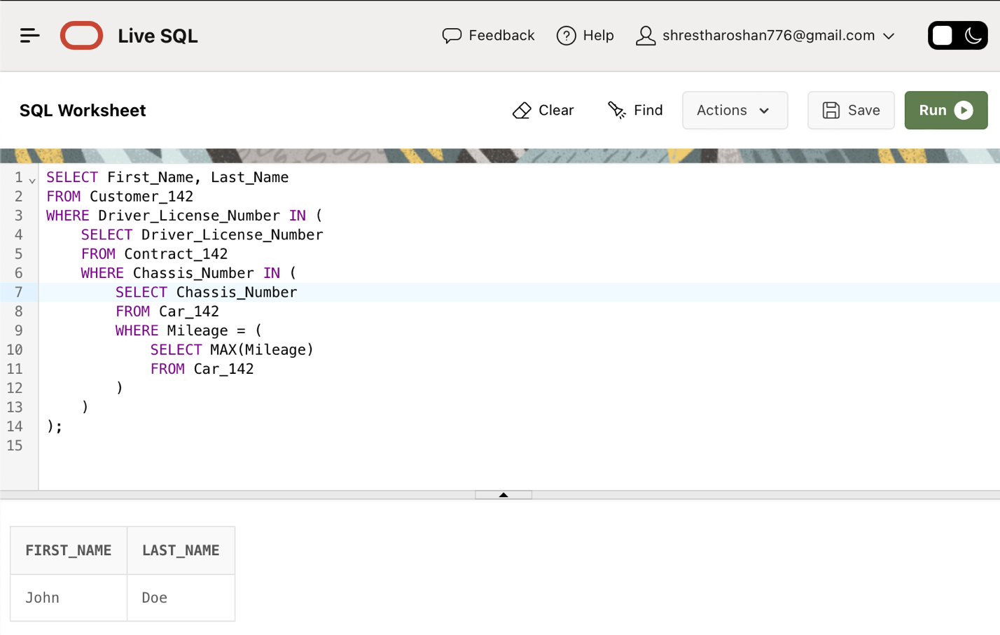 Live SQL Feedback Help shrestharoshan776@gmail.com
SQL Worksheet Clear Find Actions Save Run
1 SELECT First_Name, Last_Name
2 FROM Customer_142
3 WHERE Driver_License_Number IN (
4     SELECT Driver_License_Number
5     FROM Contract_142
6     WHERE Chassis_Number IN (
7         SELECT Chassis_Number
8         FROM Car_142
9         WHERE Mileage = (
10             SELECT MAX(Mileage)
11             FROM Car_142
12         )
13     )
14 );
15
FIRST_NAME LAST_NAME
John Doe